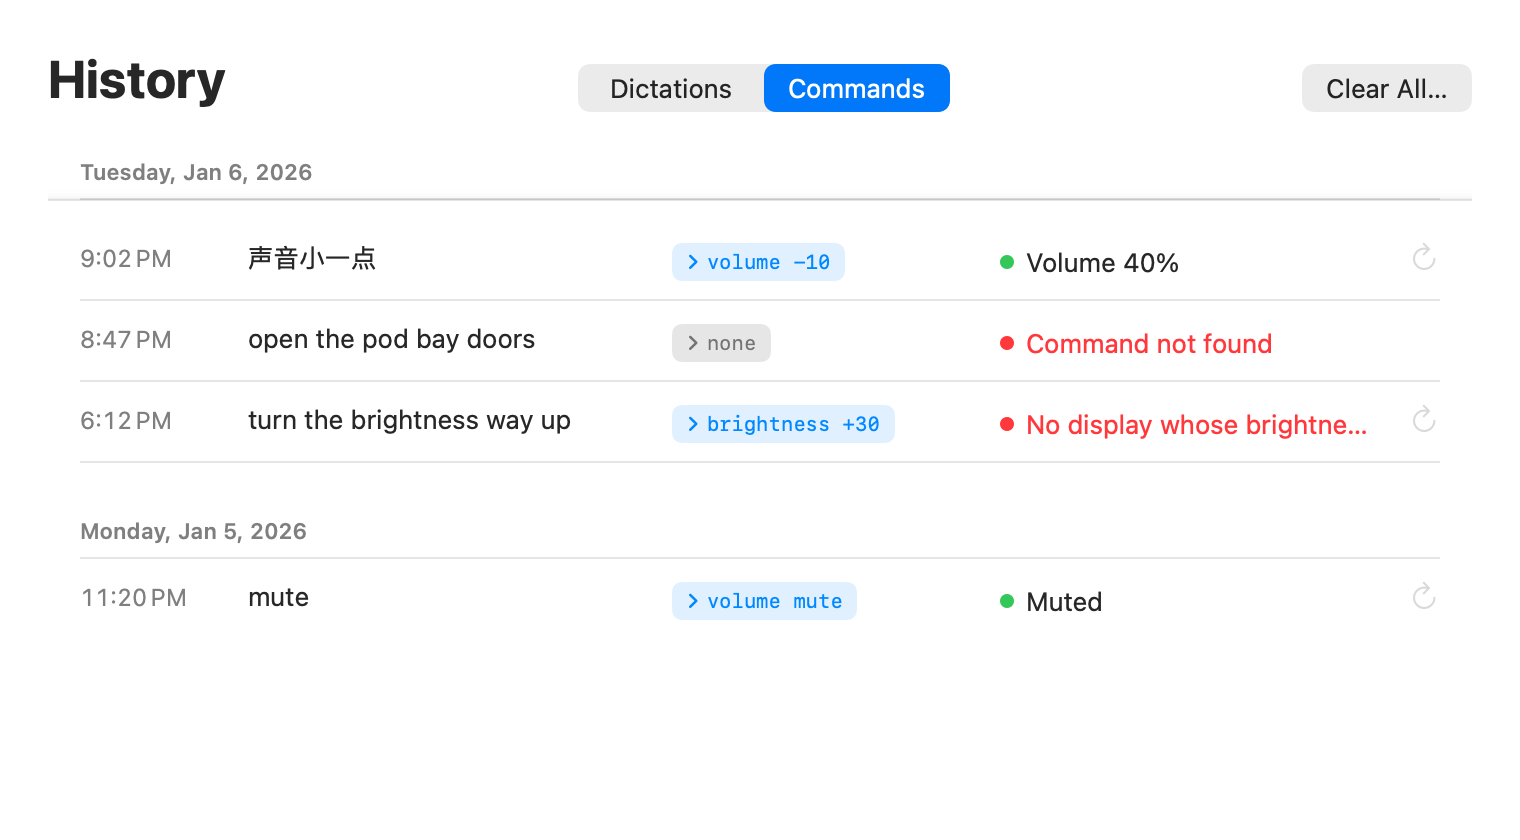 History
Dictations
Commands
Clear All...
Tuesday, Jan 6, 2026
9:02 PM 声音小一点 > volume −10 Volume 40%
8:47 PM open the pod bay doors > none Command not found
6:12 PM turn the brightness way up > brightness +30 No display whose brightne...
Monday, Jan 5, 2026
11:20 PM mute > volume mute Muted